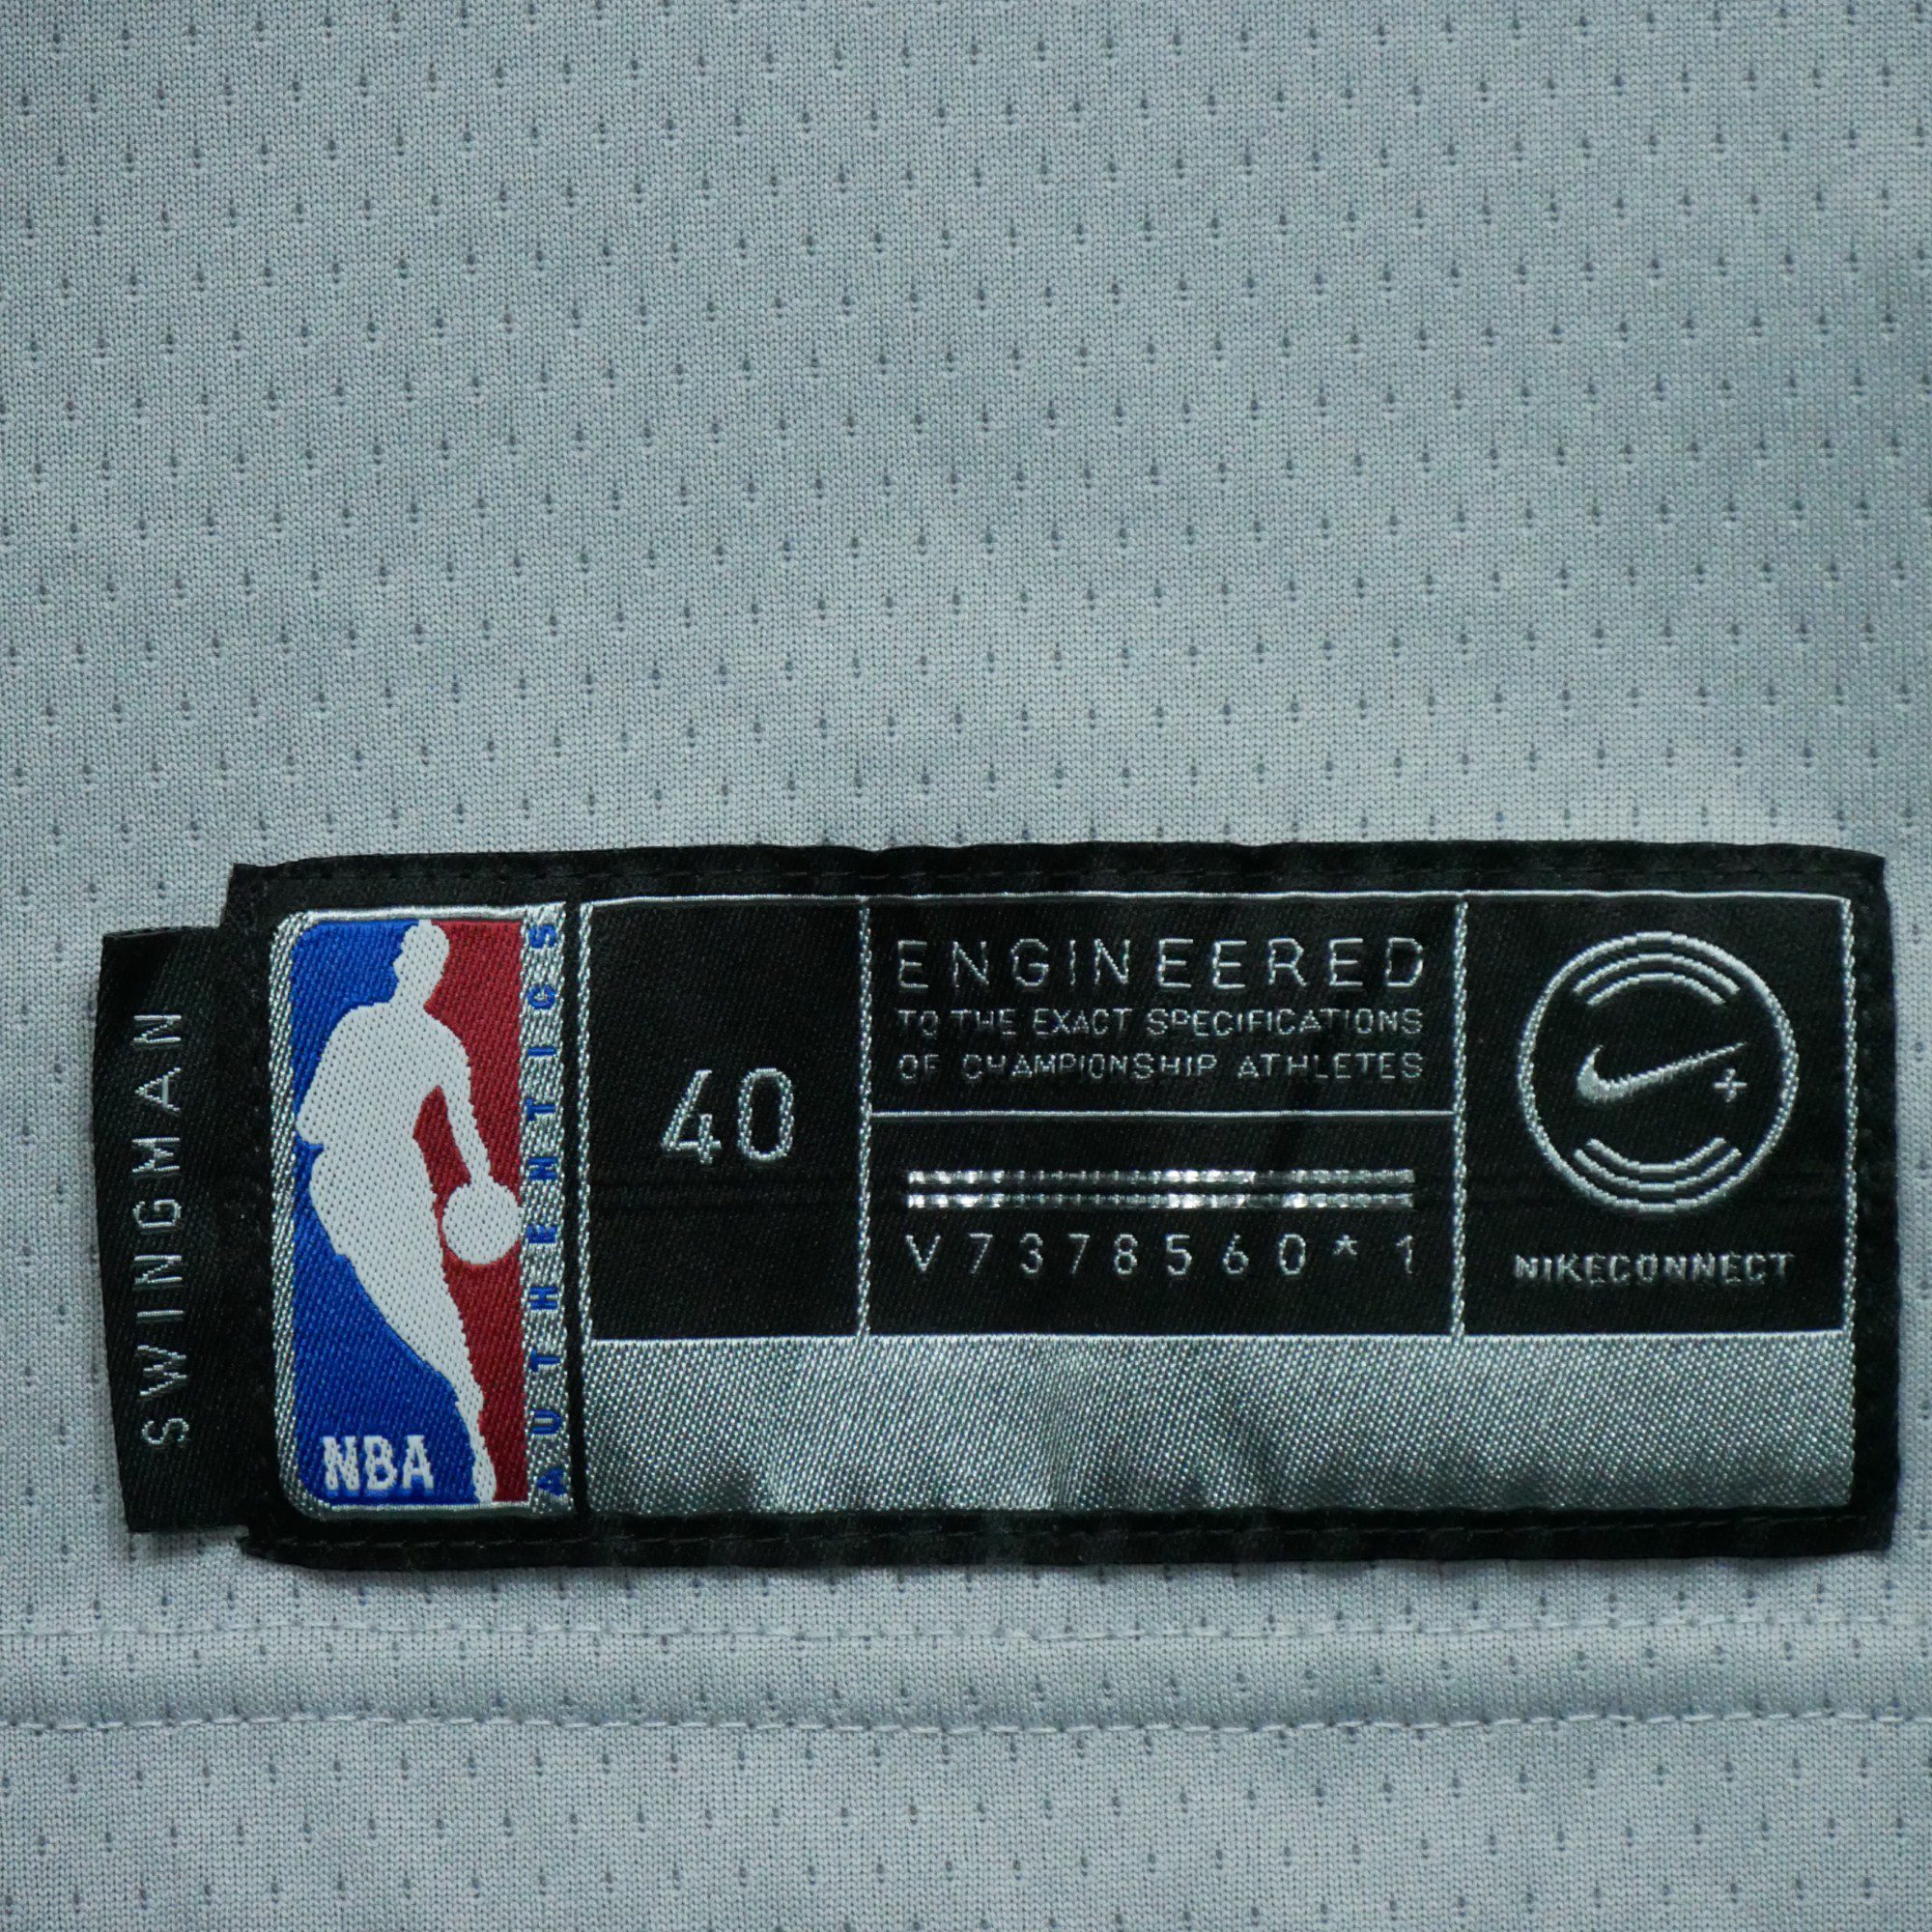 SWINGMAN
NBA
AUTHENTICS
40
ENGINEERED
TO THE EXACT SPECIFICATIONS
OF CHAMPIONSHIP ATHLETES
V7378560*1
+
NIKECONNECT